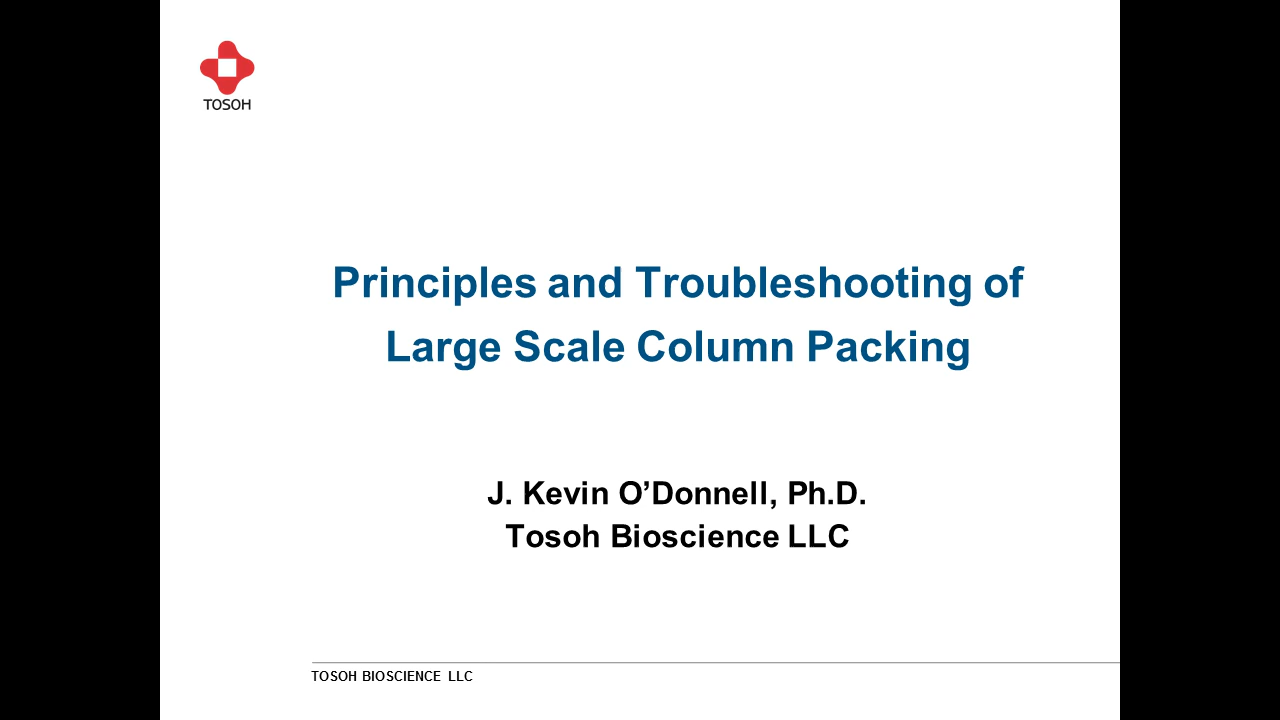 TOSOH
Principles and Troubleshooting of
Large Scale Column Packing
J. Kevin O’Donnell, Ph.D.
Tosoh Bioscience LLC
TOSOH BIOSCIENCE LLC